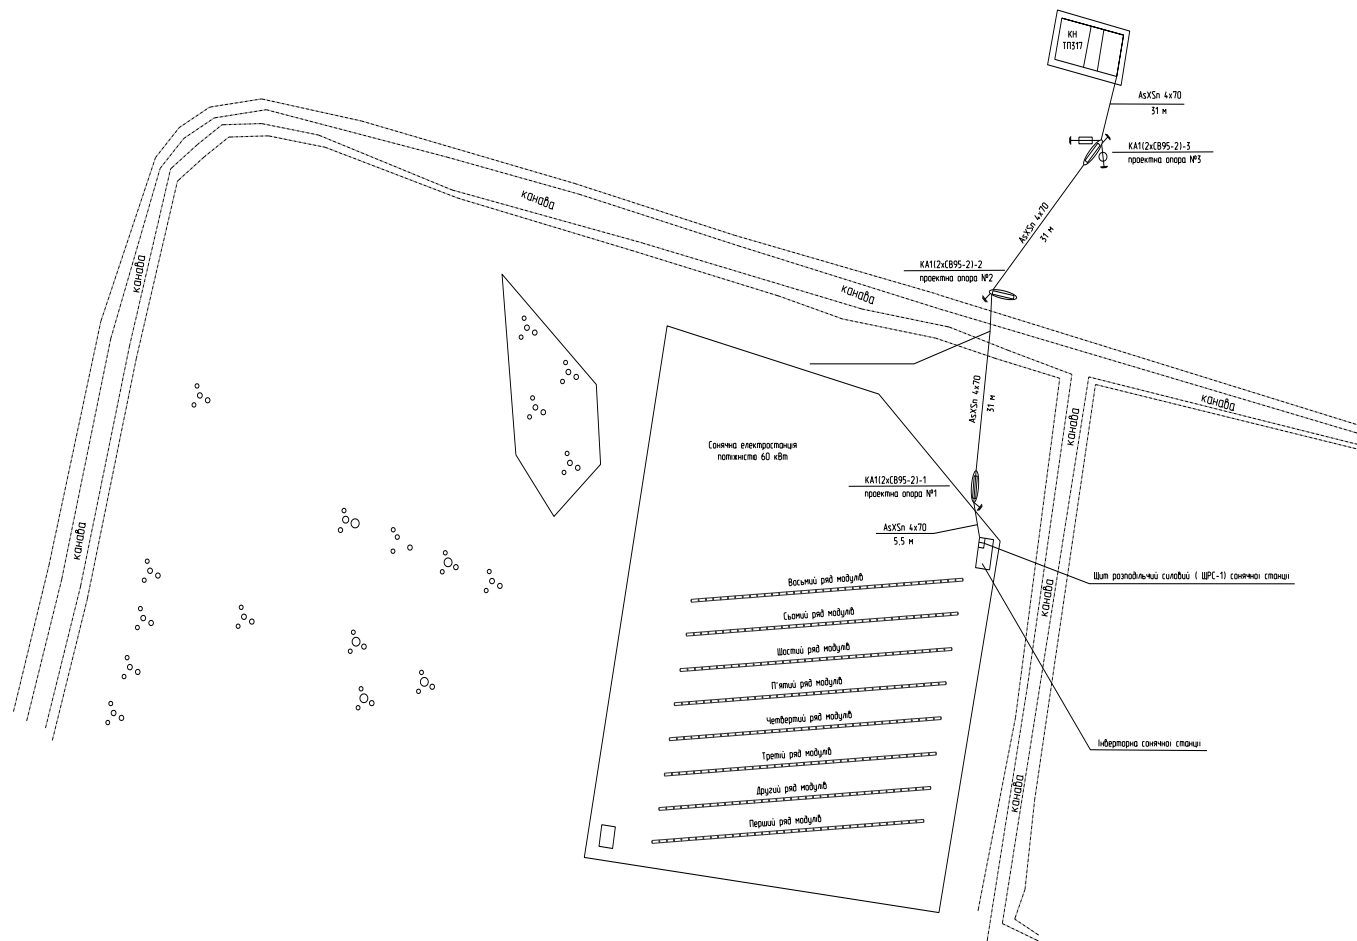 КН
ТП317
AsXSn 4x70
31 м
КА1(2хСВ95-2)-3
проектна опора №3
канава
AsXSn 4x70
31 м
канава
КА1(2хСВ95-2)-2
проектна опора №2
канава
AsXSn 4x70
31 м
канава
канава
Сонячна електростанція
потужністю 60 кВт
КА1(2хСВ95-2)-1
проектна опора №1
AsXSn 4x70
5.5 м
канава
Щит розподільчий силовий ( ЩРС-1) сонячної станції
Восьмий ряд модулів
канава
Сьомий ряд модулів
Шостий ряд модулів
П'ятий ряд модулів
Четвертий ряд модулів
Інверторна сонячної станції
Третій ряд модулів
Другий ряд модулів
канава
Перший ряд модулів